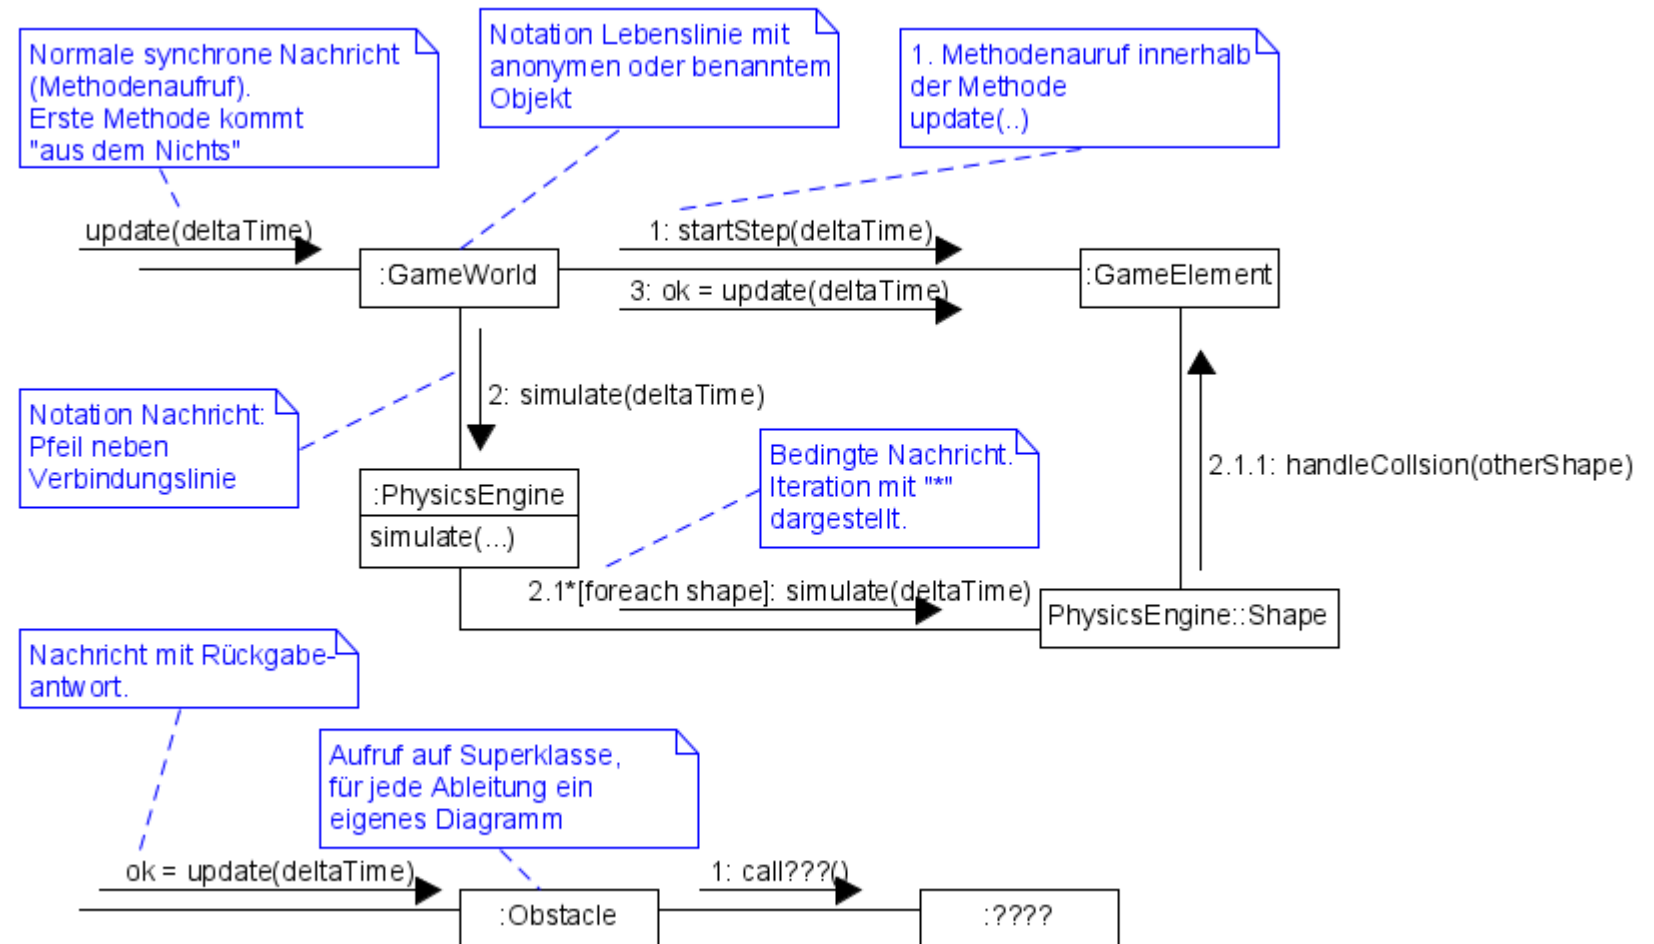 Normale synchrone Nachricht
(Methodenaufruf).
Erste Methode kommt
"aus dem Nichts"
Notation Lebenslinie mit
anonymen oder benanntem
Objekt
1. Methodenauruf innerhalb
der Methode
update(..)
update(deltaTime)
:GameWorld
1: startStep(deltaTime)
3: ok = update(deltaTime)
:GameElement
2: simulate(deltaTime)
Notation Nachricht:
Pfeil neben
Verbindungslinie
:PhysicsEngine
simulate(...)
Bedingte Nachricht.
Iteration mit "*"
dargestellt.
2.1.1: handleCollsion(otherShape)
2.1*[foreach shape]: simulate(deltaTime)
PhysicsEngine::Shape
Nachricht mit Rückgabe-
antwort.
Aufruf auf Superklasse,
für jede Ableitung ein
eigenes Diagramm
ok = update(deltaTime)
:Obstacle
1: call???()
:????